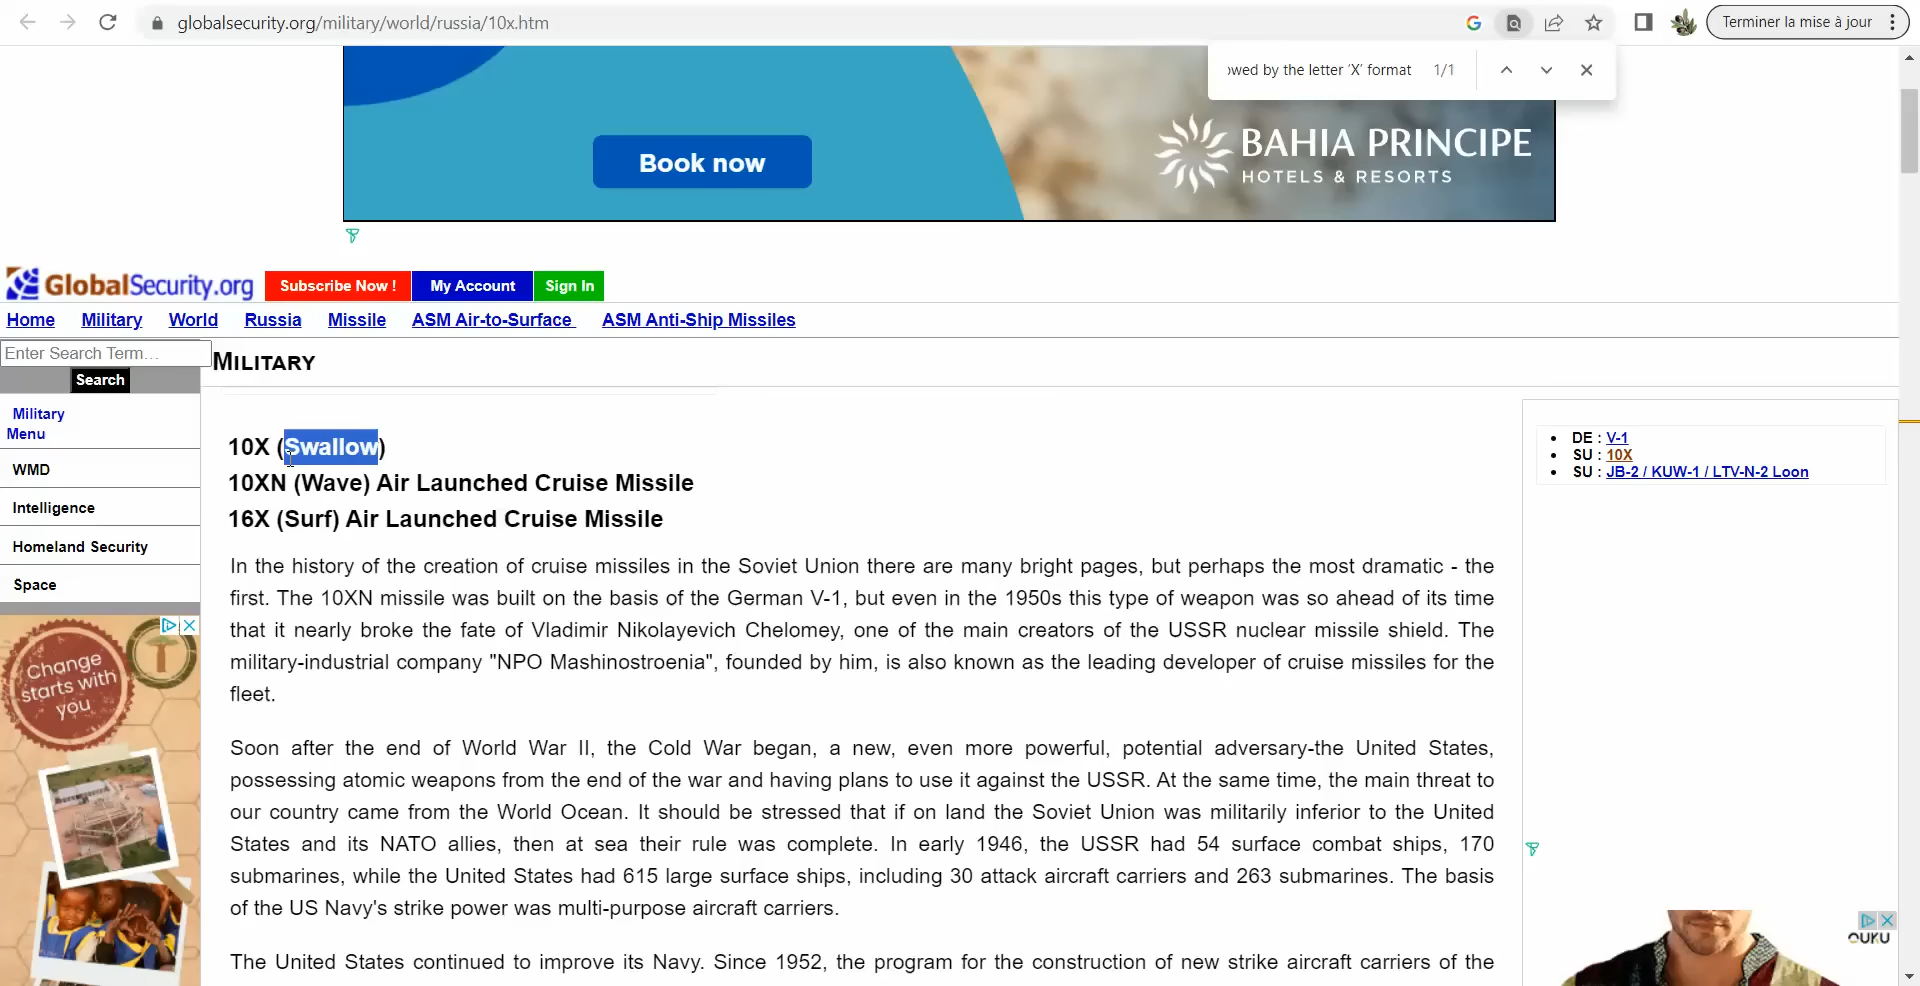 globalsecurity.org/military/world/russia/10x.htm
Terminer la mise à jour
owed by the letter ‘X’ format 1/1
Book now
BAHIA PRINCIPE
HOTELS & RESORTS
GlobalSecurity.org
Subscribe Now !
My Account
Sign In
Home Military World Russia Missile ASM Air-to-Surface ASM Anti-Ship Missiles
Enter Search Term...
Search
MILITARY
Military
Menu
WMD
Intelligence
Homeland Security
Space
Change
starts with
you
10X (Swallow)
10XN (Wave) Air Launched Cruise Missile
16X (Surf) Air Launched Cruise Missile
In the history of the creation of cruise missiles in the Soviet Union there are many bright pages, but perhaps the most dramatic - the
first. The 10XN missile was built on the basis of the German V-1, but even in the 1950s this type of weapon was so ahead of its time
that it nearly broke the fate of Vladimir Nikolayevich Chelomey, one of the main creators of the USSR nuclear missile shield. The
military-industrial company "NPO Mashinostroenia", founded by him, is also known as the leading developer of cruise missiles for the
fleet.
Soon after the end of World War II, the Cold War began, a new, even more powerful, potential adversary-the United States,
possessing atomic weapons from the end of the war and having plans to use it against the USSR. At the same time, the main threat to
our country came from the World Ocean. It should be stressed that if on land the Soviet Union was militarily inferior to the United
States and its NATO allies, then at sea their rule was complete. In early 1946, the USSR had 54 surface combat ships, 170
submarines, while the United States had 615 large surface ships, including 30 attack aircraft carriers and 263 submarines. The basis
of the US Navy's strike power was multi-purpose aircraft carriers.
The United States continued to improve its Navy. Since 1952, the program for the construction of new strike aircraft carriers of the
DE : V-1
SU : 10X
SU : JB-2 / KUW-1 / LTV-N-2 Loon